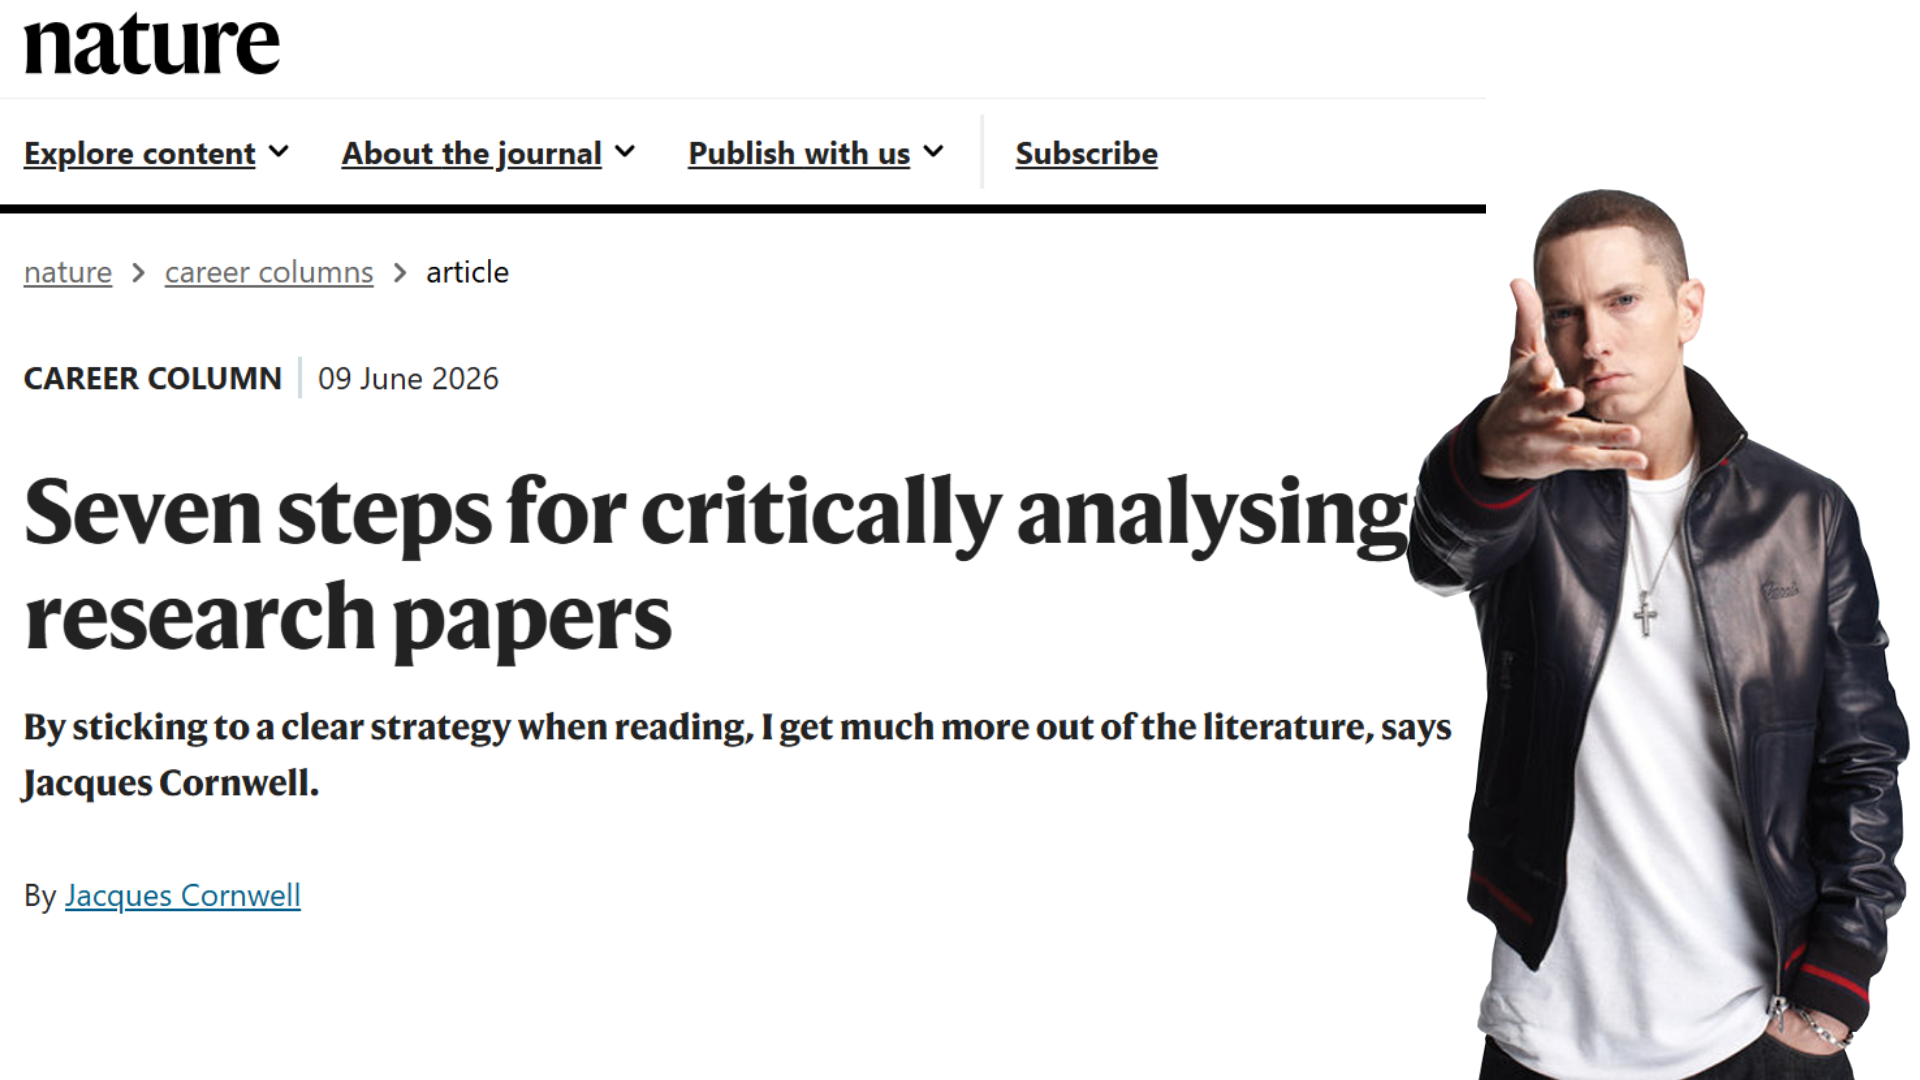 nature
Explore content About the journal Publish with us Subscribe
nature > career columns > article
CAREER COLUMN 09 June 2026
Seven steps for critically analysing
research papers
By sticking to a clear strategy when reading, I get much more out of the literature, says
Jacques Cornwell.
By Jacques Cornwell